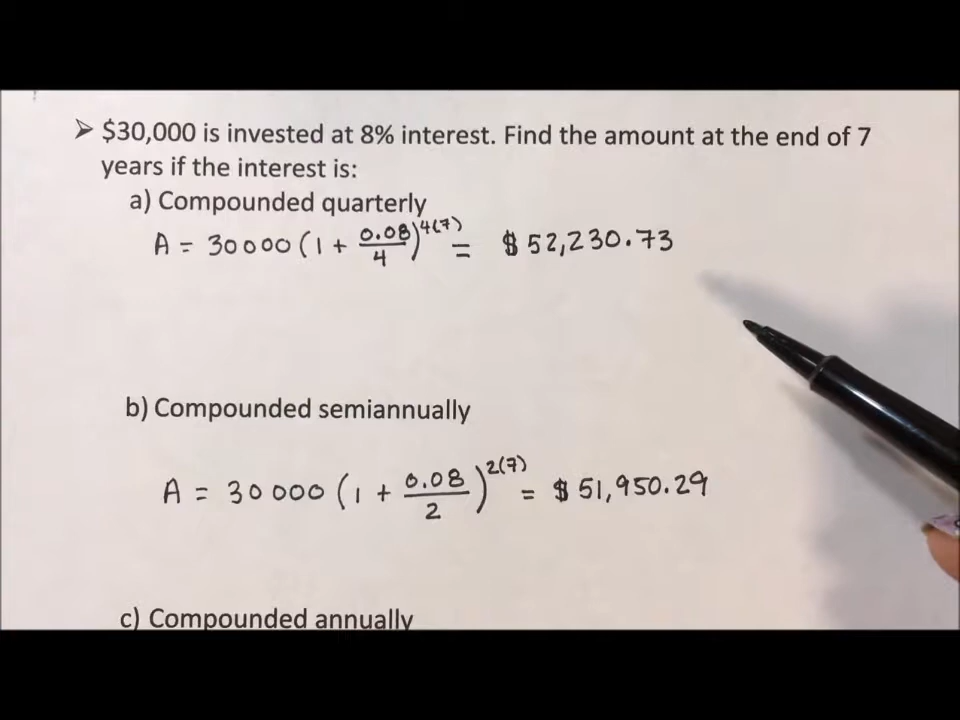 ➢ $30,000 is invested at 8% interest. Find the amount at the end of 7
years if the interest is:
a) Compounded quarterly
A = 30000 (1 + 0.08/4)^4(7) = $52,230.73
b) Compounded semiannually
A = 30000 (1 + 0.08/2)^2(7) = $51,950.29
c) Compounded annually